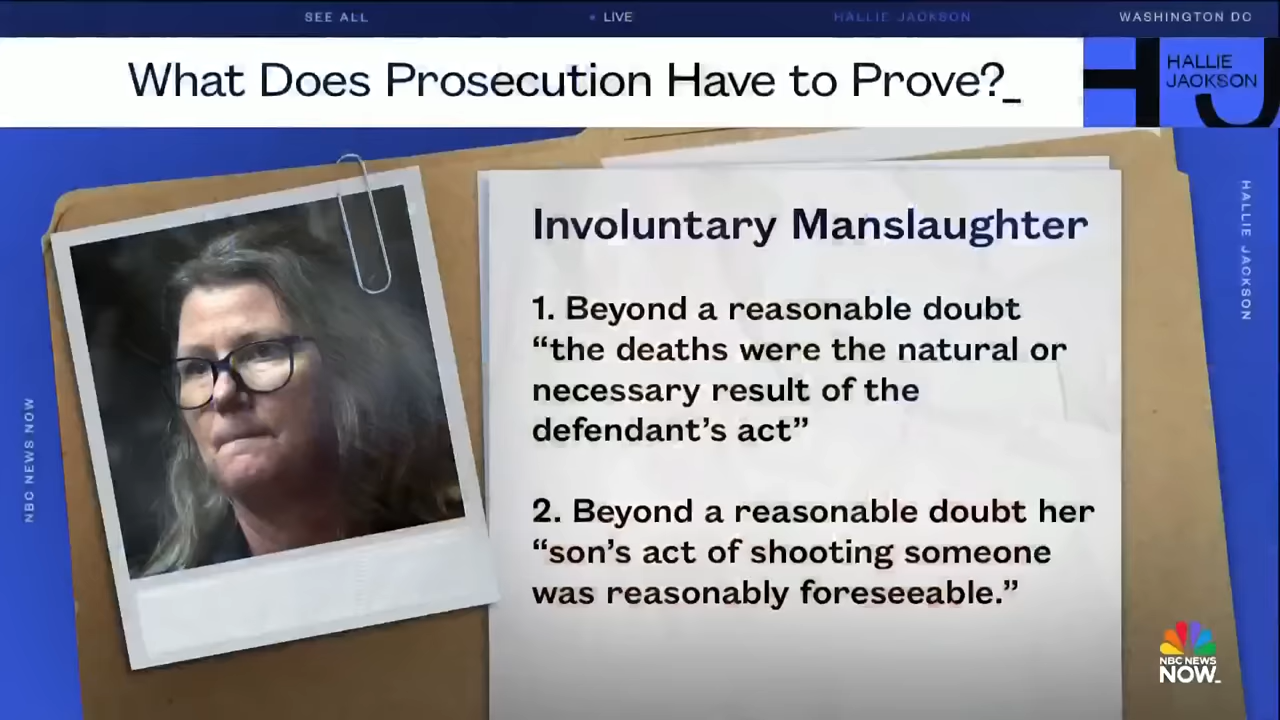 SEE ALL
• LIVE
HALLIE JACKSON
WASHINGTON DC
What Does Prosecution Have to Prove?_
HALLIE
JACKSON
HJ
Involuntary Manslaughter
1. Beyond a reasonable doubt
“the deaths were the natural or
necessary result of the
defendant’s act”
2. Beyond a reasonable doubt her
“son’s act of shooting someone
was reasonably foreseeable.”
NBC NEWS NOW
HALLIE JACKSON
NBC NEWS
NOW_